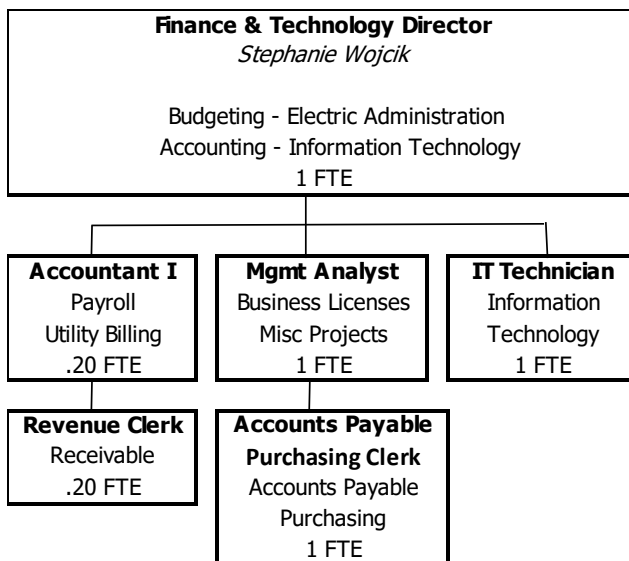 Finance & Technology Director
Stephanie Wojcik
Budgeting - Electric Administration
Accounting - Information Technology
1 FTE
Accountant I
Payroll
Utility Billing
.20 FTE
Mgmt Analyst
Business Licenses
Misc Projects
1 FTE
IT Technician
Information
Technology
1 FTE
Revenue Clerk
Receivable
.20 FTE
Accounts Payable
Purchasing Clerk
Accounts Payable
Purchasing
1 FTE